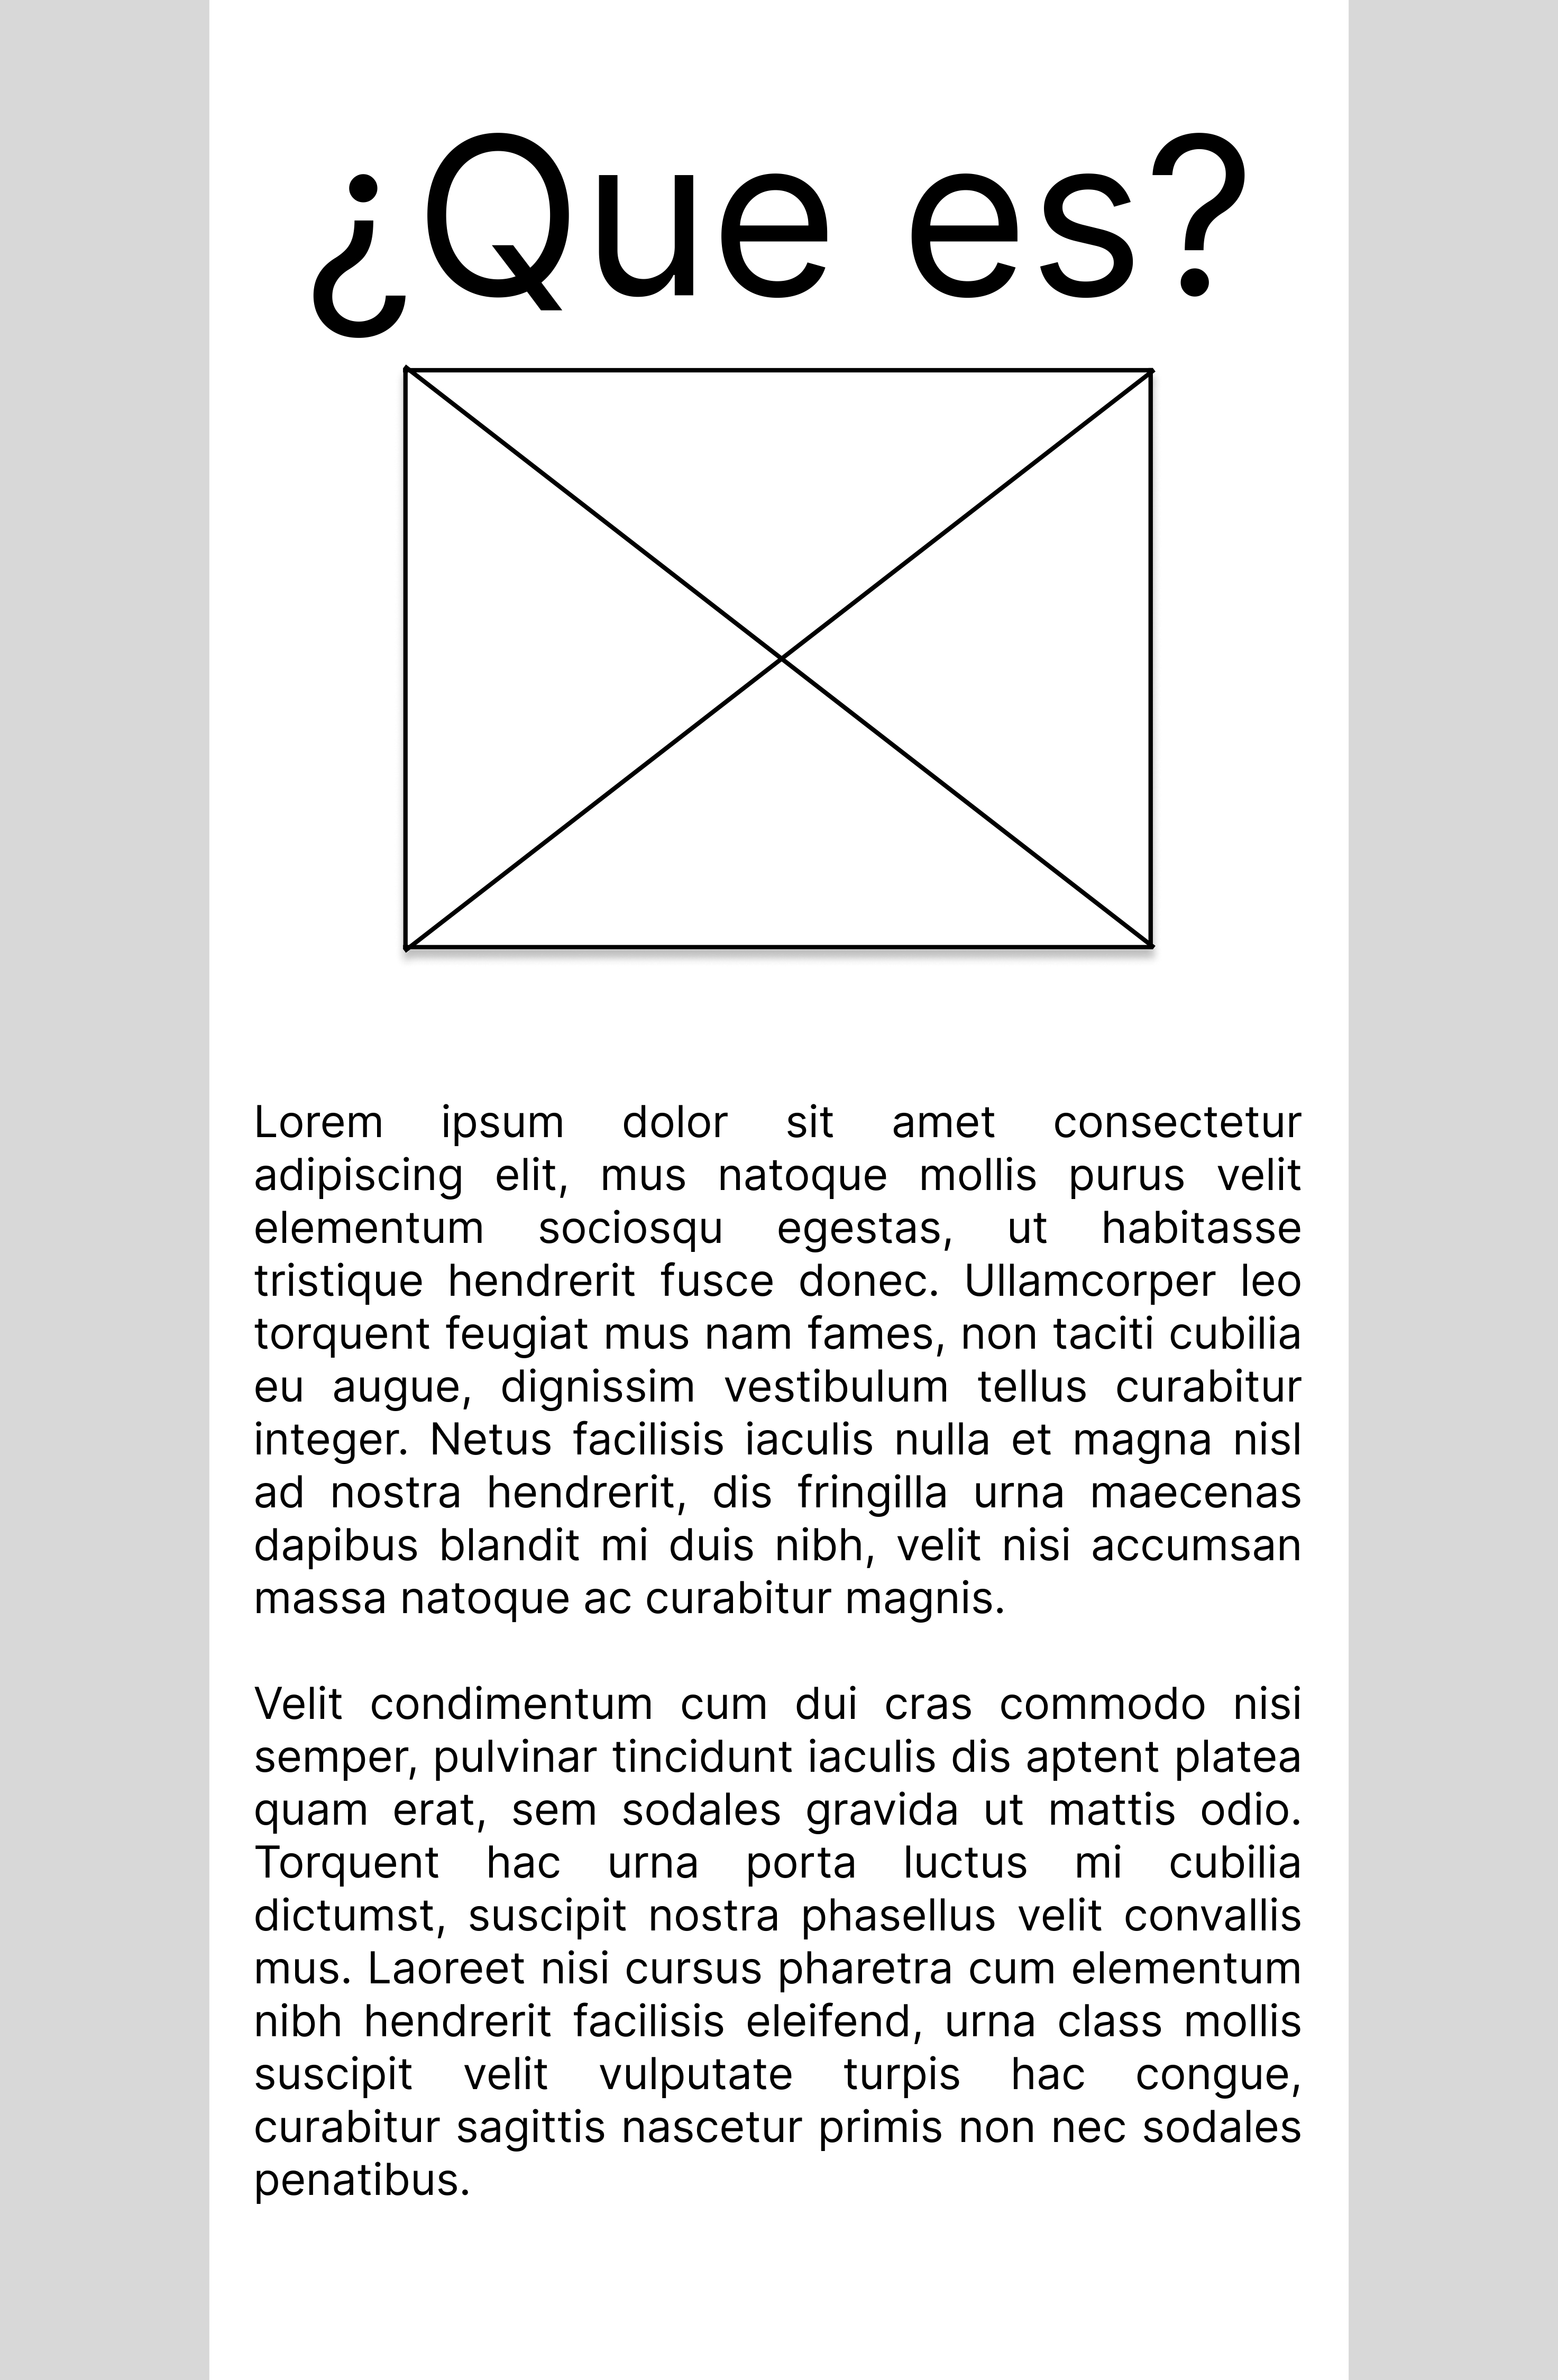 ¿Que es?
Lorem ipsum dolor sit amet consectetur
adipiscing elit, mus natoque mollis purus velit
elementum sociosqu egestas, ut habitasse
tristique hendrerit fusce donec. Ullamcorper leo
torquent feugiat mus nam fames, non taciti cubilia
eu augue, dignissim vestibulum tellus curabitur
integer. Netus facilisis iaculis nulla et magna nisl
ad nostra hendrerit, dis fringilla urna maecenas
dapibus blandit mi duis nibh, velit nisi accumsan
massa natoque ac curabitur magnis.
Velit condimentum cum dui cras commodo nisi
semper, pulvinar tincidunt iaculis dis aptent platea
quam erat, sem sodales gravida ut mattis odio.
Torquent hac urna porta luctus mi cubilia
dictumst, suscipit nostra phasellus velit convallis
mus. Laoreet nisi cursus pharetra cum elementum
nibh hendrerit facilisis eleifend, urna class mollis
suscipit velit vulputate turpis hac congue,
curabitur sagittis nascetur primis non nec sodales
penatibus.